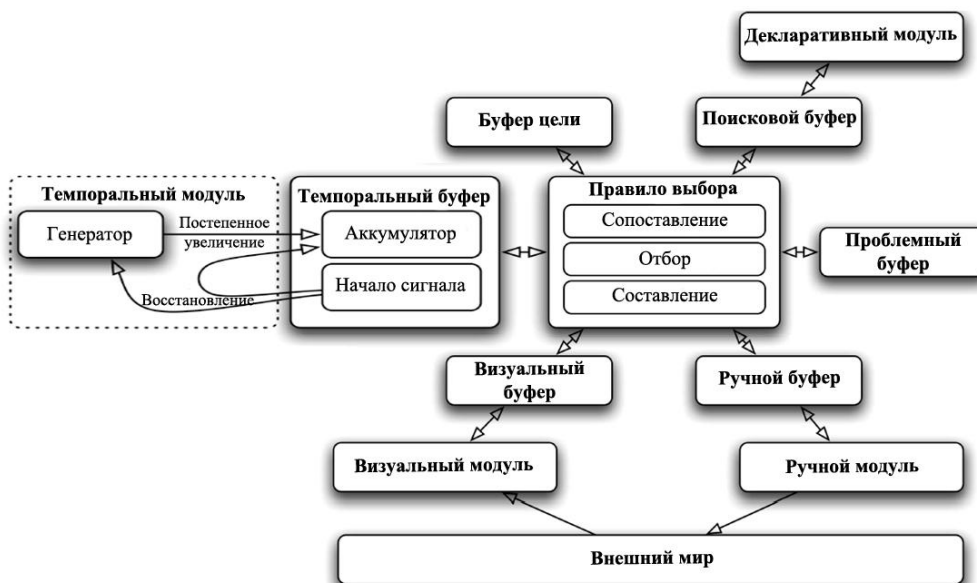 Декларативный модуль
Буфер цели
Поисковой буфер
Темпоральный модуль
Генератор
Постепенное
увеличение
Восстановление
Темпоральный буфер
Аккумулятор
Начало сигнала
Правило выбора
Сопоставление
Отбор
Составление
Проблемный
буфер
Визуальный
буфер
Ручной буфер
Визуальный модуль
Ручной модуль
Внешний мир